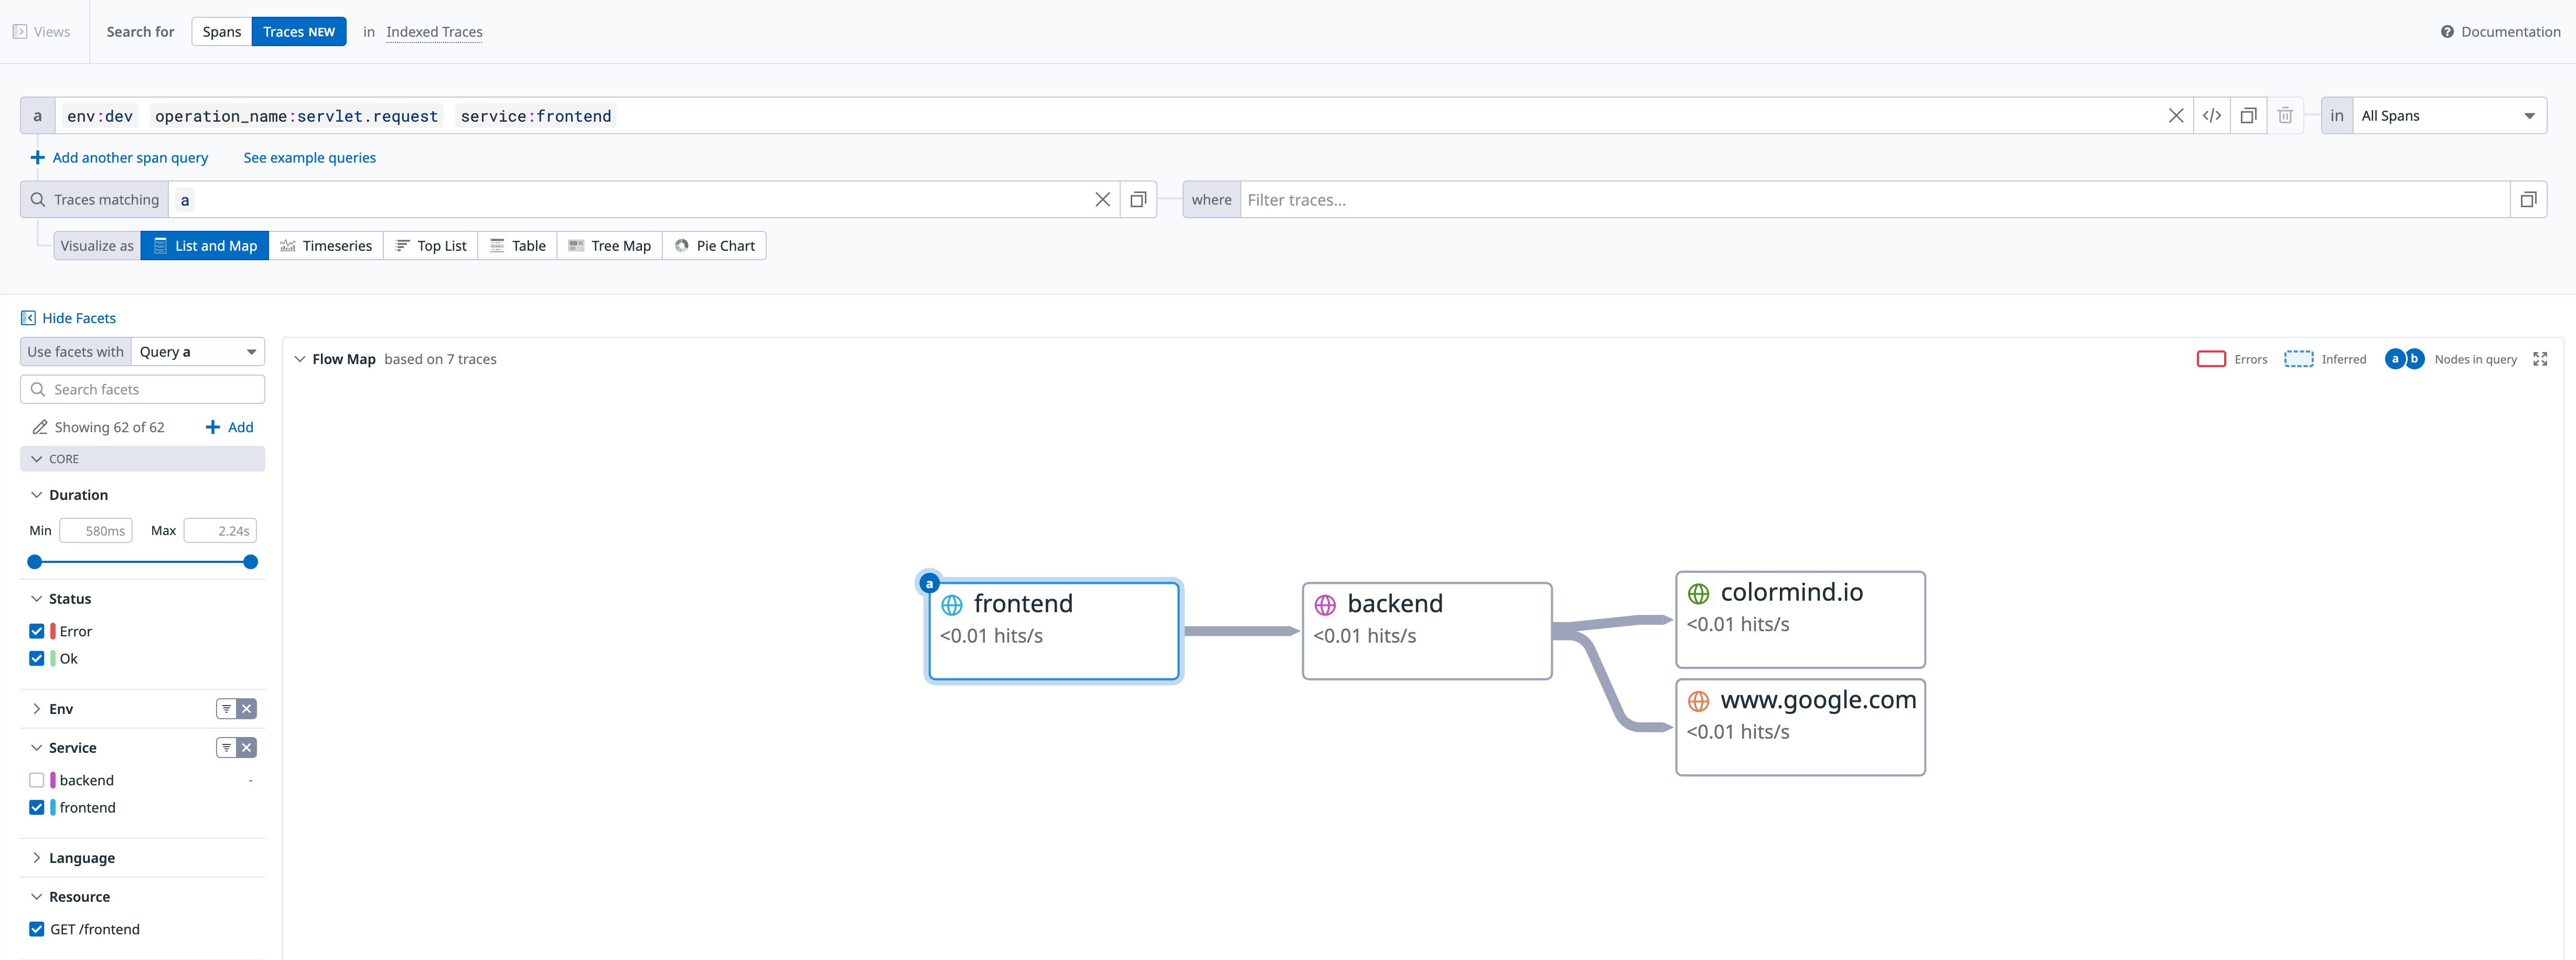 Views
Search for Spans Traces NEW in Indexed Traces
Documentation
a env:dev operation_name:servlet.request service:frontend
in All Spans
Add another span query See example queries
Traces matching a
where Filter traces...
Visualize as List and Map Timeseries Top List Table Tree Map Pie Chart
Hide Facets
Use facets with Query a
Search facets
Showing 62 of 62 Add
CORE
Duration
Min 580ms Max 2.24s
Status
Error
Ok
Env
Service
backend -
frontend
Language
Resource
GET /frontend
Flow Map based on 7 traces
Errors Inferred a b Nodes in query
a
frontend
<0.01 hits/s
backend
<0.01 hits/s
colormind.io
<0.01 hits/s
www.google.com
<0.01 hits/s